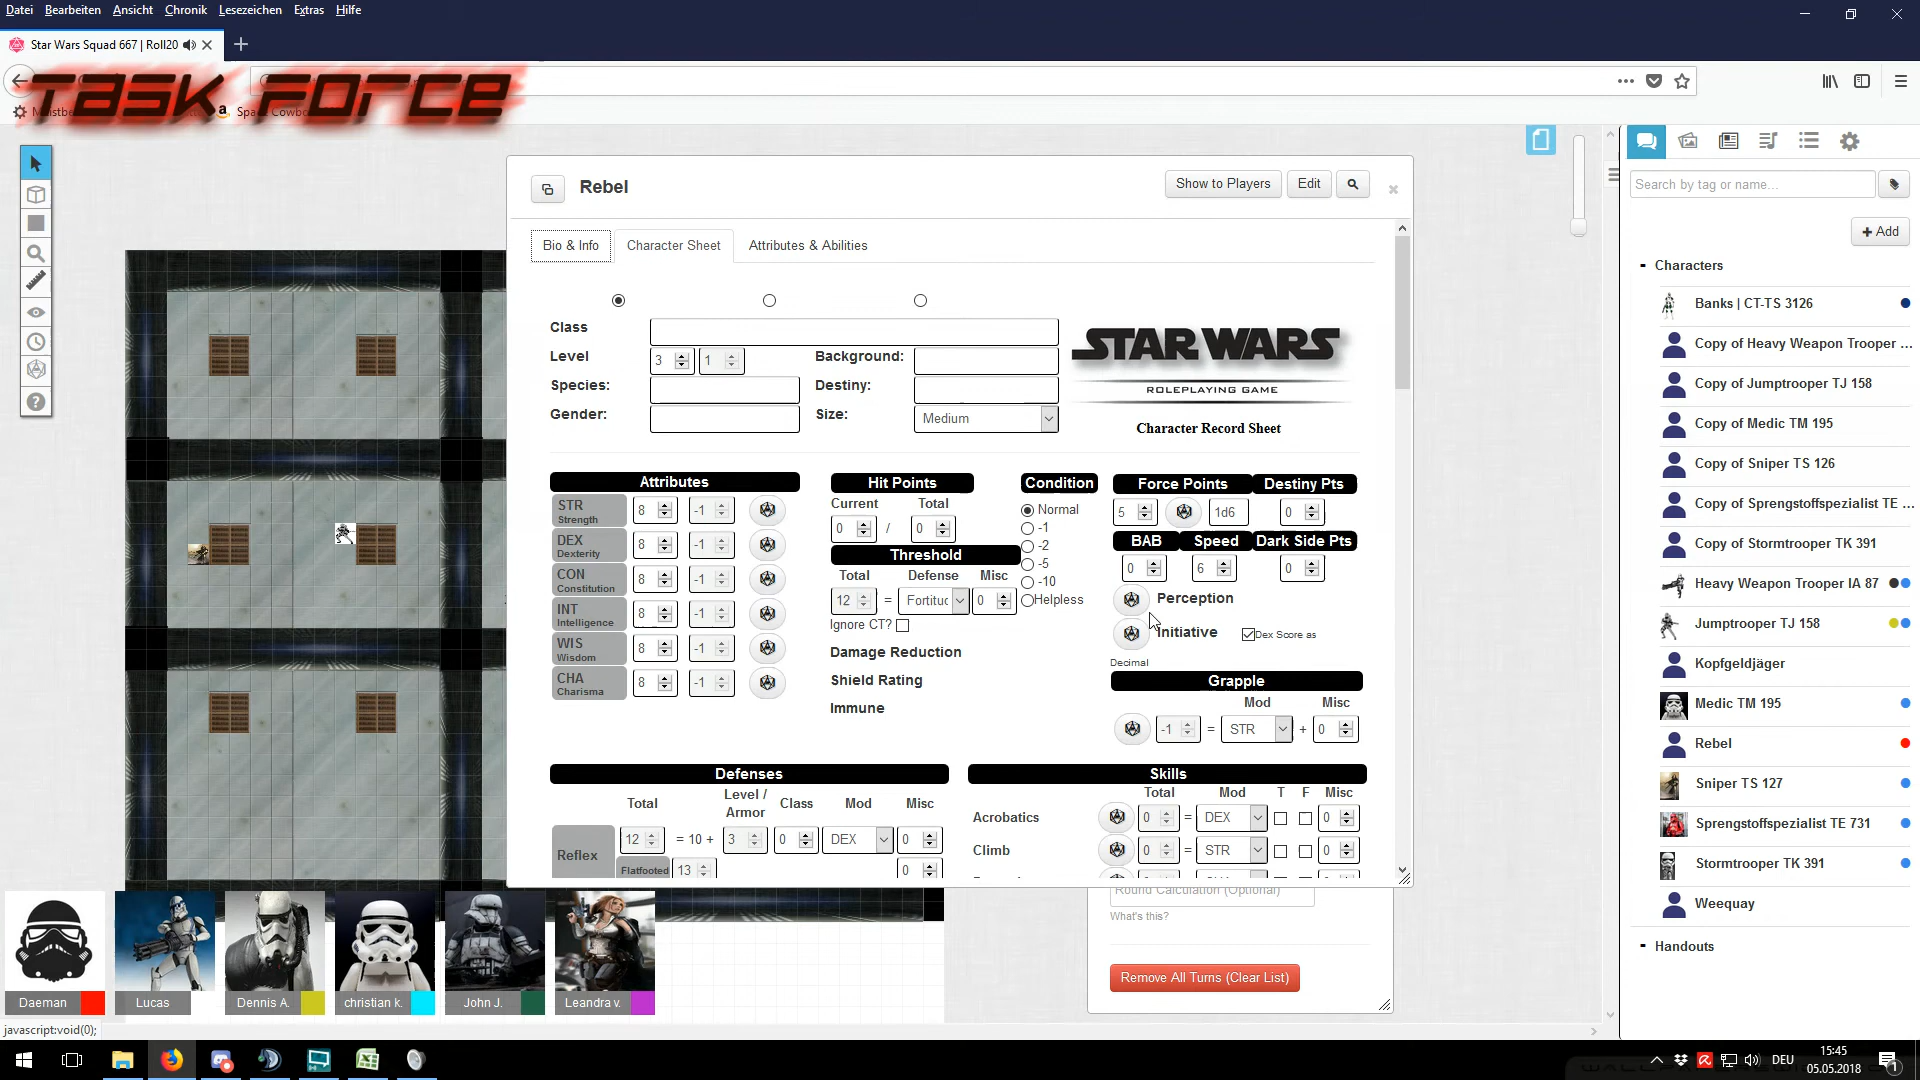 Datei Bearbeiten Ansicht Chronik Lesezeichen Extras Hilfe
Star Wars Squad 667 | Roll20
Task Force
Rebel
Show to Players Edit
Bio & Info Character Sheet Attributes & Abilities
Class
Level 3 1 Background:
Species: Destiny:
Gender: Size: Medium
STAR WARS
ROLEPLAYING GAME
Character Record Sheet
Attributes
STR
Strength
8 -1
DEX
Dexterity
8 -1
CON
Constitution
8 -1
INT
Intelligence
8 -1
WIS
Wisdom
8 -1
CHA
Charisma
8 -1
Hit Points
Current Total
0 / 0
Threshold
Total Defense Misc
12 = Fortituc 0
Ignore CT?
Damage Reduction
Shield Rating
Immune
Condition
Normal
-1
-2
-5
-10
Helpless
Force Points Destiny Pts
5 1d6 0
BAB Speed Dark Side Pts
0 6 0
Perception
Initiative Dex Score as
Decimal
Grapple
Mod Misc
-1 = STR + 0
Defenses
Total Level / Armor Class Mod Misc
Reflex 12 = 10 + 3 0 DEX 0
Flatfooted 13 0
Skills
Total Mod T F Misc
Acrobatics 0 = DEX 0
Climb 0 = STR 0
Round Calculation (Optional)
What's this?
Remove All Turns (Clear List)
Search by tag or name...
+ Add
- Characters
Banks | CT-TS 3126
Copy of Heavy Weapon Trooper ...
Copy of Jumptrooper TJ 158
Copy of Medic TM 195
Copy of Sniper TS 126
Copy of Sprengstoffspezialist TE ...
Copy of Stormtrooper TK 391
Heavy Weapon Trooper IA 87
Jumptrooper TJ 158
Kopfgeldjäger
Medic TM 195
Rebel
Sniper TS 127
Sprengstoffspezialist TE 731
Stormtrooper TK 391
Weequay
- Handouts
Daeman Lucas Dennis A. christian k. John J. Leandra v.
javascript:void(0);
DEU
15:45
05.05.2018
1